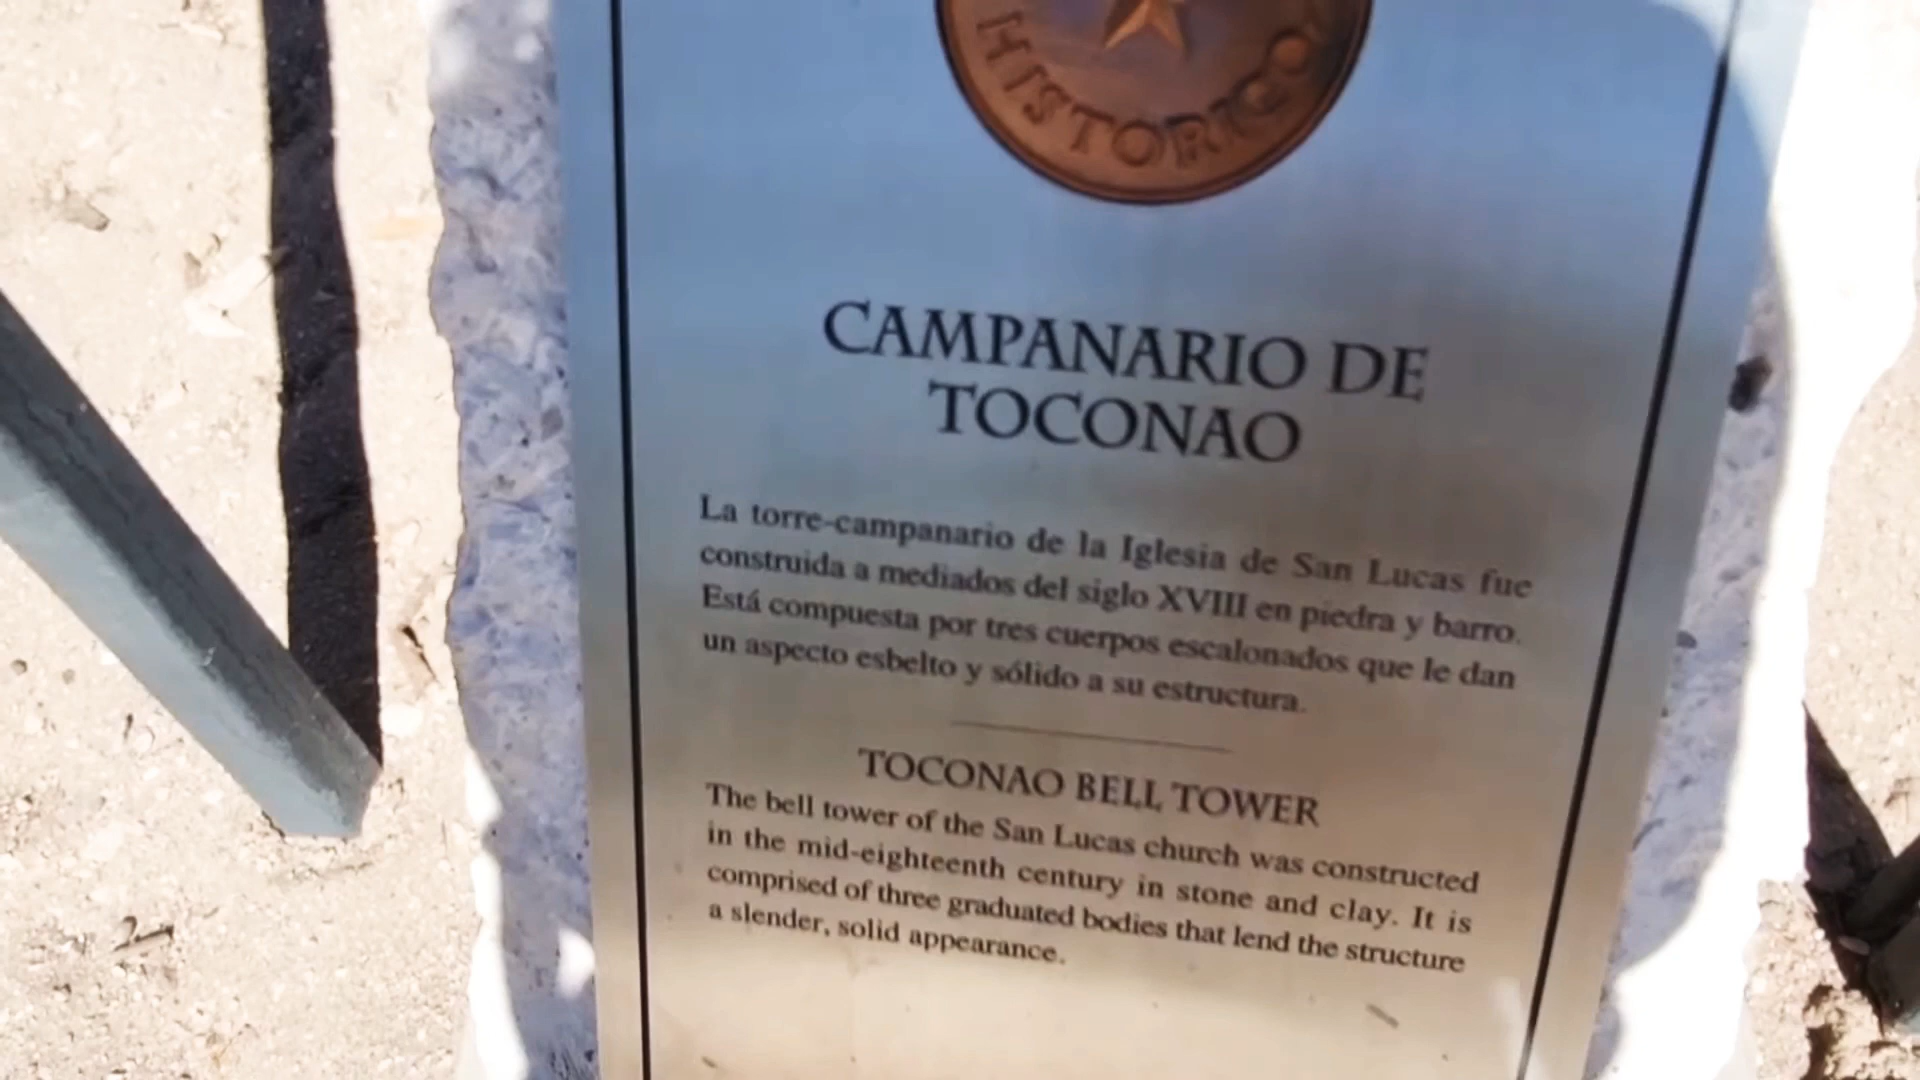 HISTORICO
CAMPANARIO DE
TOCONAO
La torre-campanario de la Iglesia de San Lucas fue
construida a mediados del siglo XVIII en piedra y barro.
Está compuesta por tres cuerpos escalonados que le dan
un aspecto esbelto y sólido a su estructura.
TOCONAO BELL TOWER
The bell tower of the San Lucas church was constructed
in the mid-eighteenth century in stone and clay. It is
comprised of three graduated bodies that lend the structure
a slender, solid appearance.